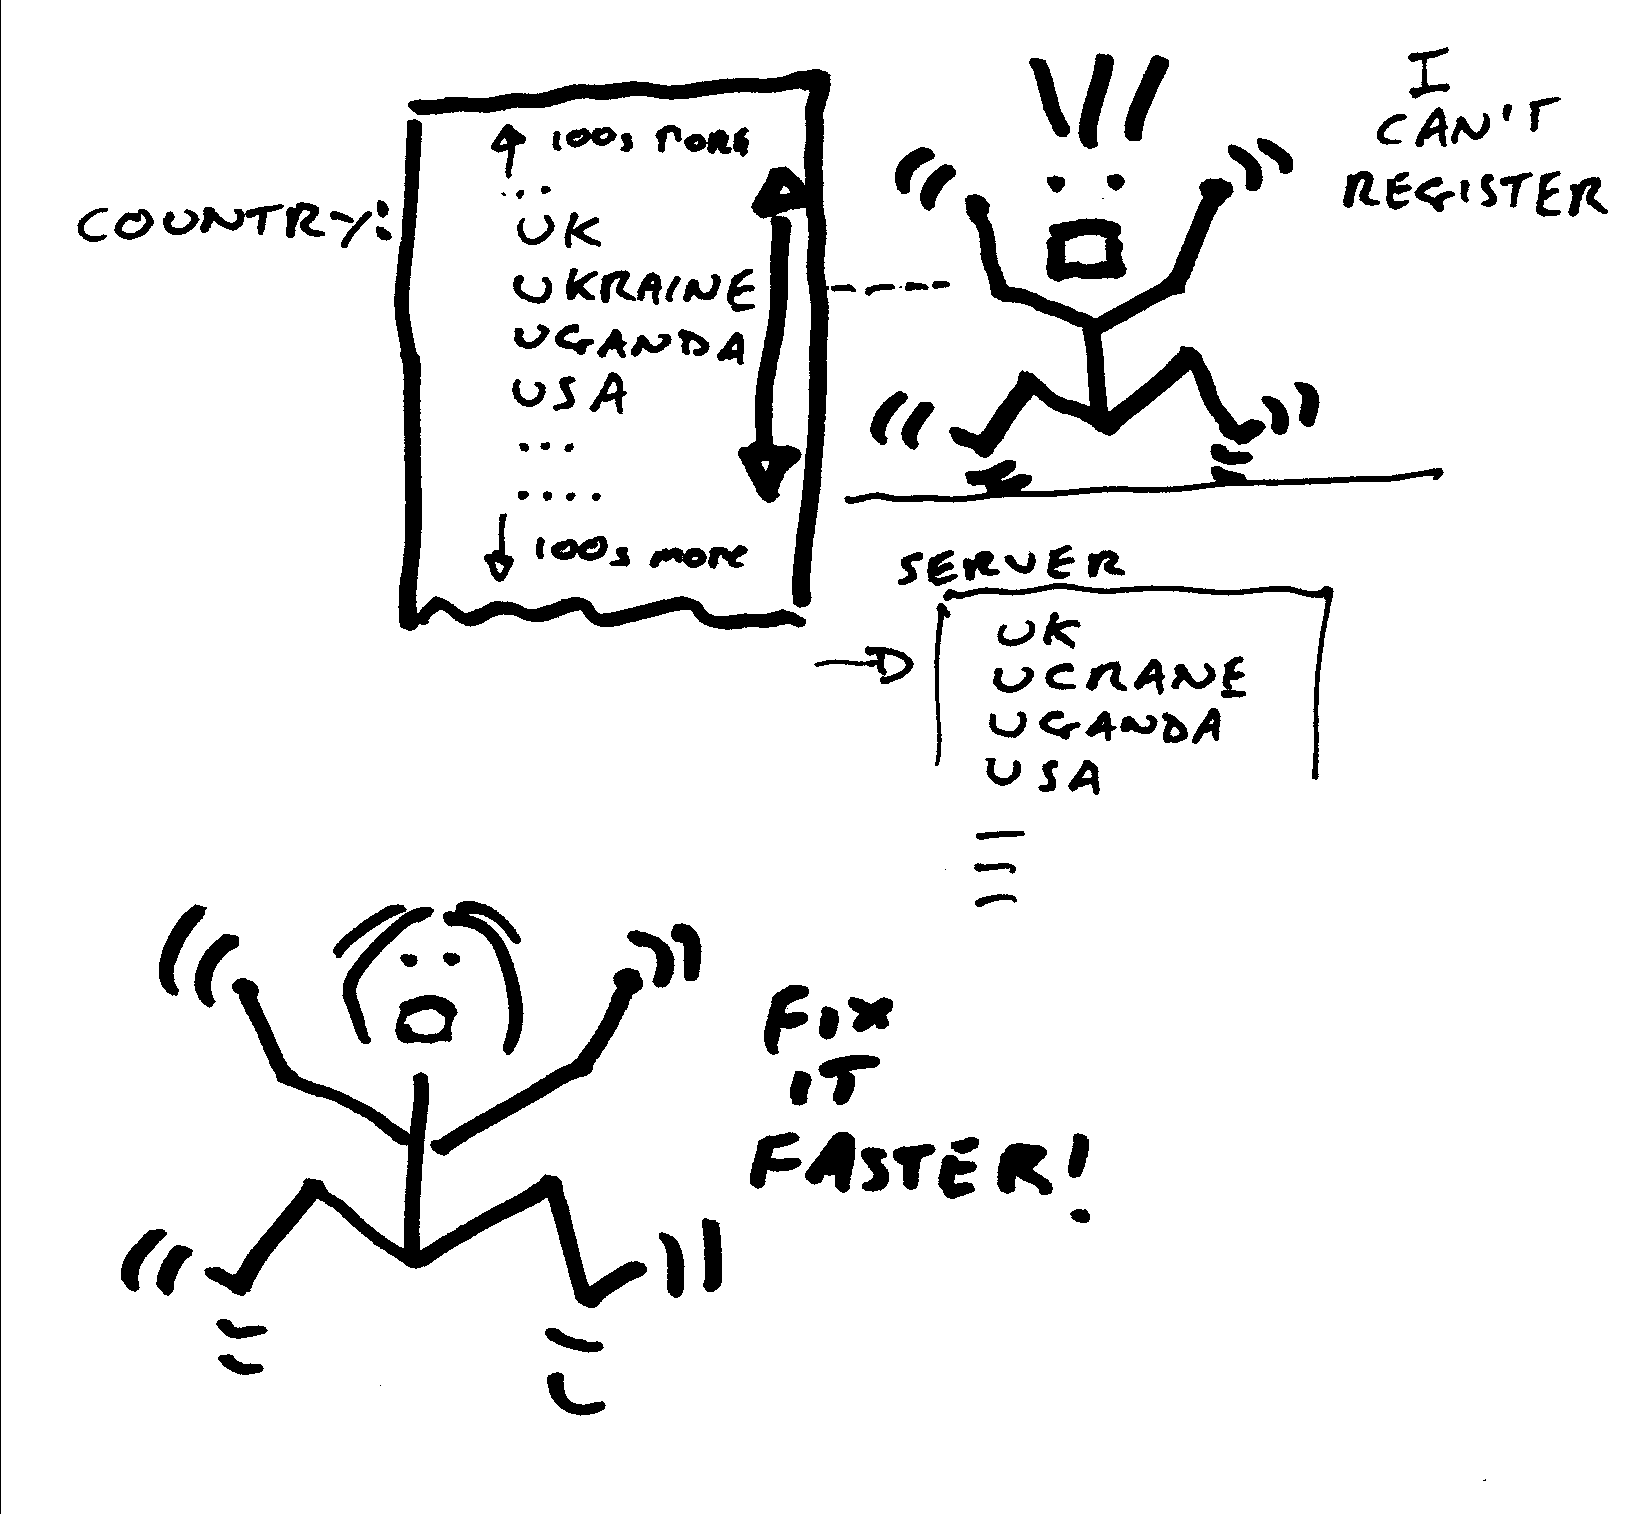 ↑ 100s MORE
...
COUNTRY:
UK
UKRAINE
UGANDA
USA
...
....
↓ 100s more
I
CAN'T
REGISTER
SERVER
UK
UCRANE
UGANDA
USA
FIX
IT
FASTER!